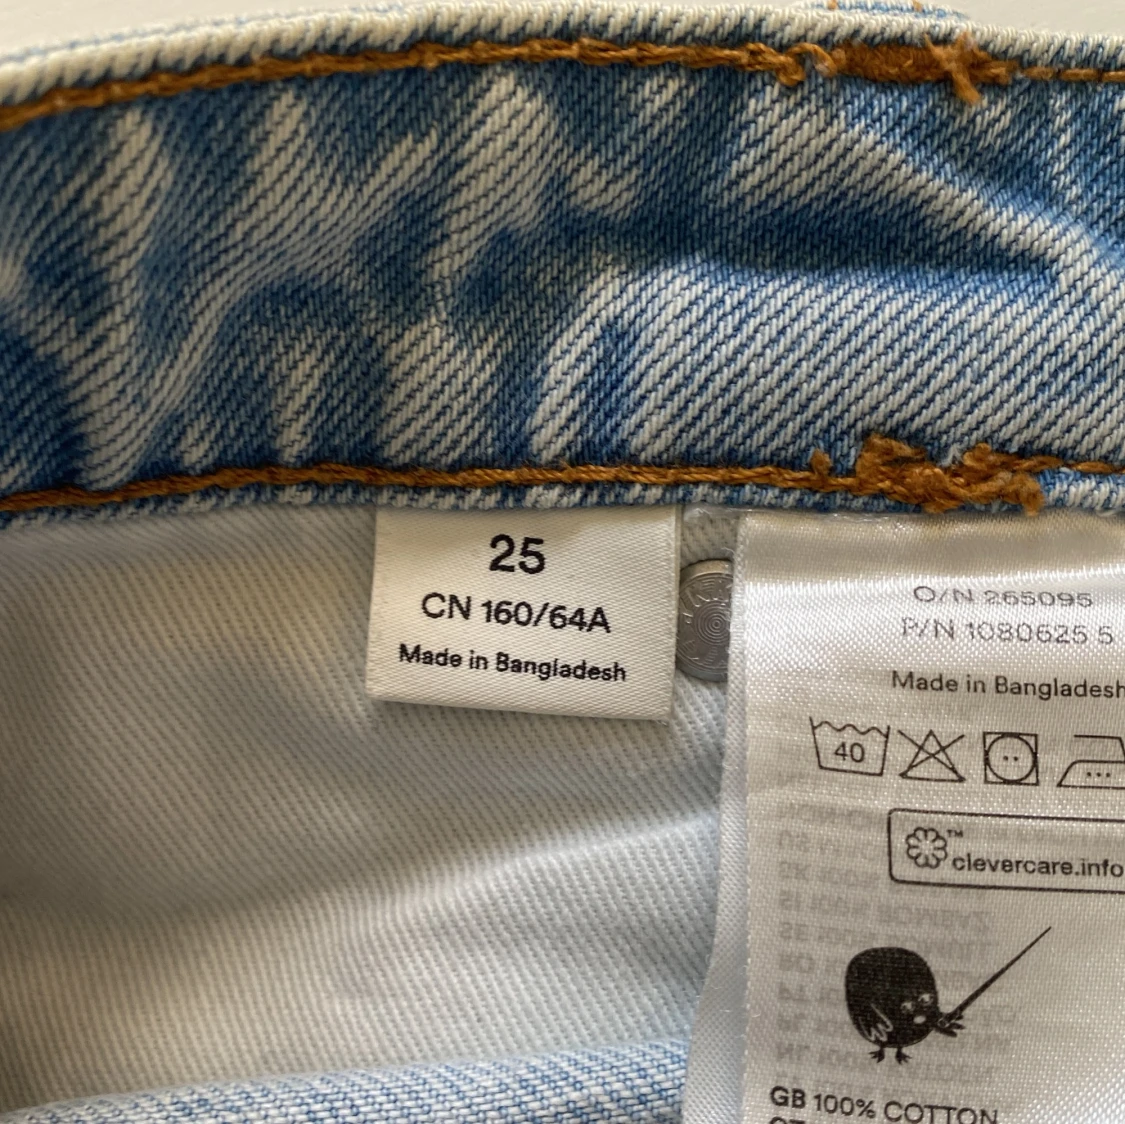 25
CN 160/64A
Made in Bangladesh
O/N 265095
P/N 1080625 5
Made in Bangladesh
40
™
clevercare.info
GB 100% COTTON